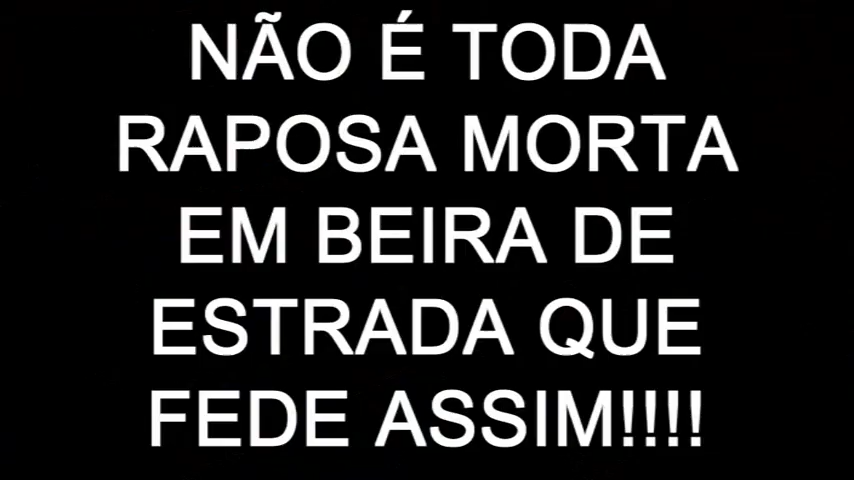 NÃO É TODA
RAPOSA MORTA
EM BEIRA DE
ESTRADA QUE
FEDE ASSIM!!!!